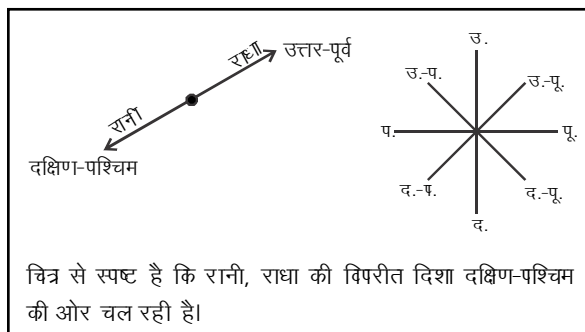 राधा
उत्तर-पूर्व
रानी
दक्षिण-पश्चिम
उ.
उ.-प.
उ.-पू.
प.
पू.
द.-प.
द.-पू.
द.
चित्र से स्पष्ट है कि रानी, राधा की विपरीत दिशा दक्षिण-पश्चिम
की ओर चल रही है।